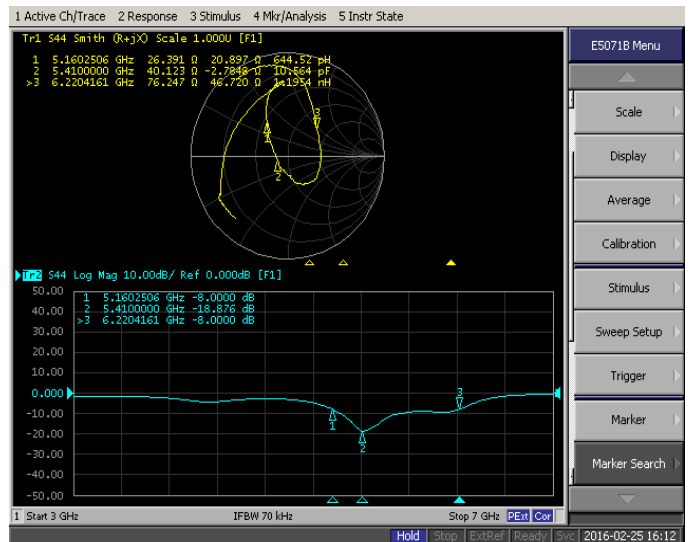 1 Active Ch/Trace 2 Response 3 Stimulus 4 Mkr/Analysis 5 Instr State
Tr1 S44 Smith (R+jX) Scale 1.000U [F1]
1 5.1602506 GHz 26.391 Ω 20.897 Ω 644.52 pH
2 5.4100000 GHz 40.123 Ω -2.7848 Ω 10.564 pF
>3 6.2204161 GHz 76.247 Ω 46.720 Ω 1.1954 nH
3
1
2
Tr2 S44 Log Mag 10.00dB/ Ref 0.000dB [F1]
50.00
1 5.1602506 GHz -8.0000 dB
2 5.4100000 GHz -18.876 dB
>3 6.2204161 GHz -8.0000 dB
40.00
30.00
20.00
10.00
0.000
3
-10.00
1
-20.00
2
-30.00
-40.00
-50.00
1 Start 3 GHz IFBW 70 kHz Stop 7 GHz PExt Cor
E5071B Menu
Scale
Display
Average
Calibration
Stimulus
Sweep Setup
Trigger
Marker
Marker Search
Hold Stop ExtRef Ready Svc 2016-02-25 16:12